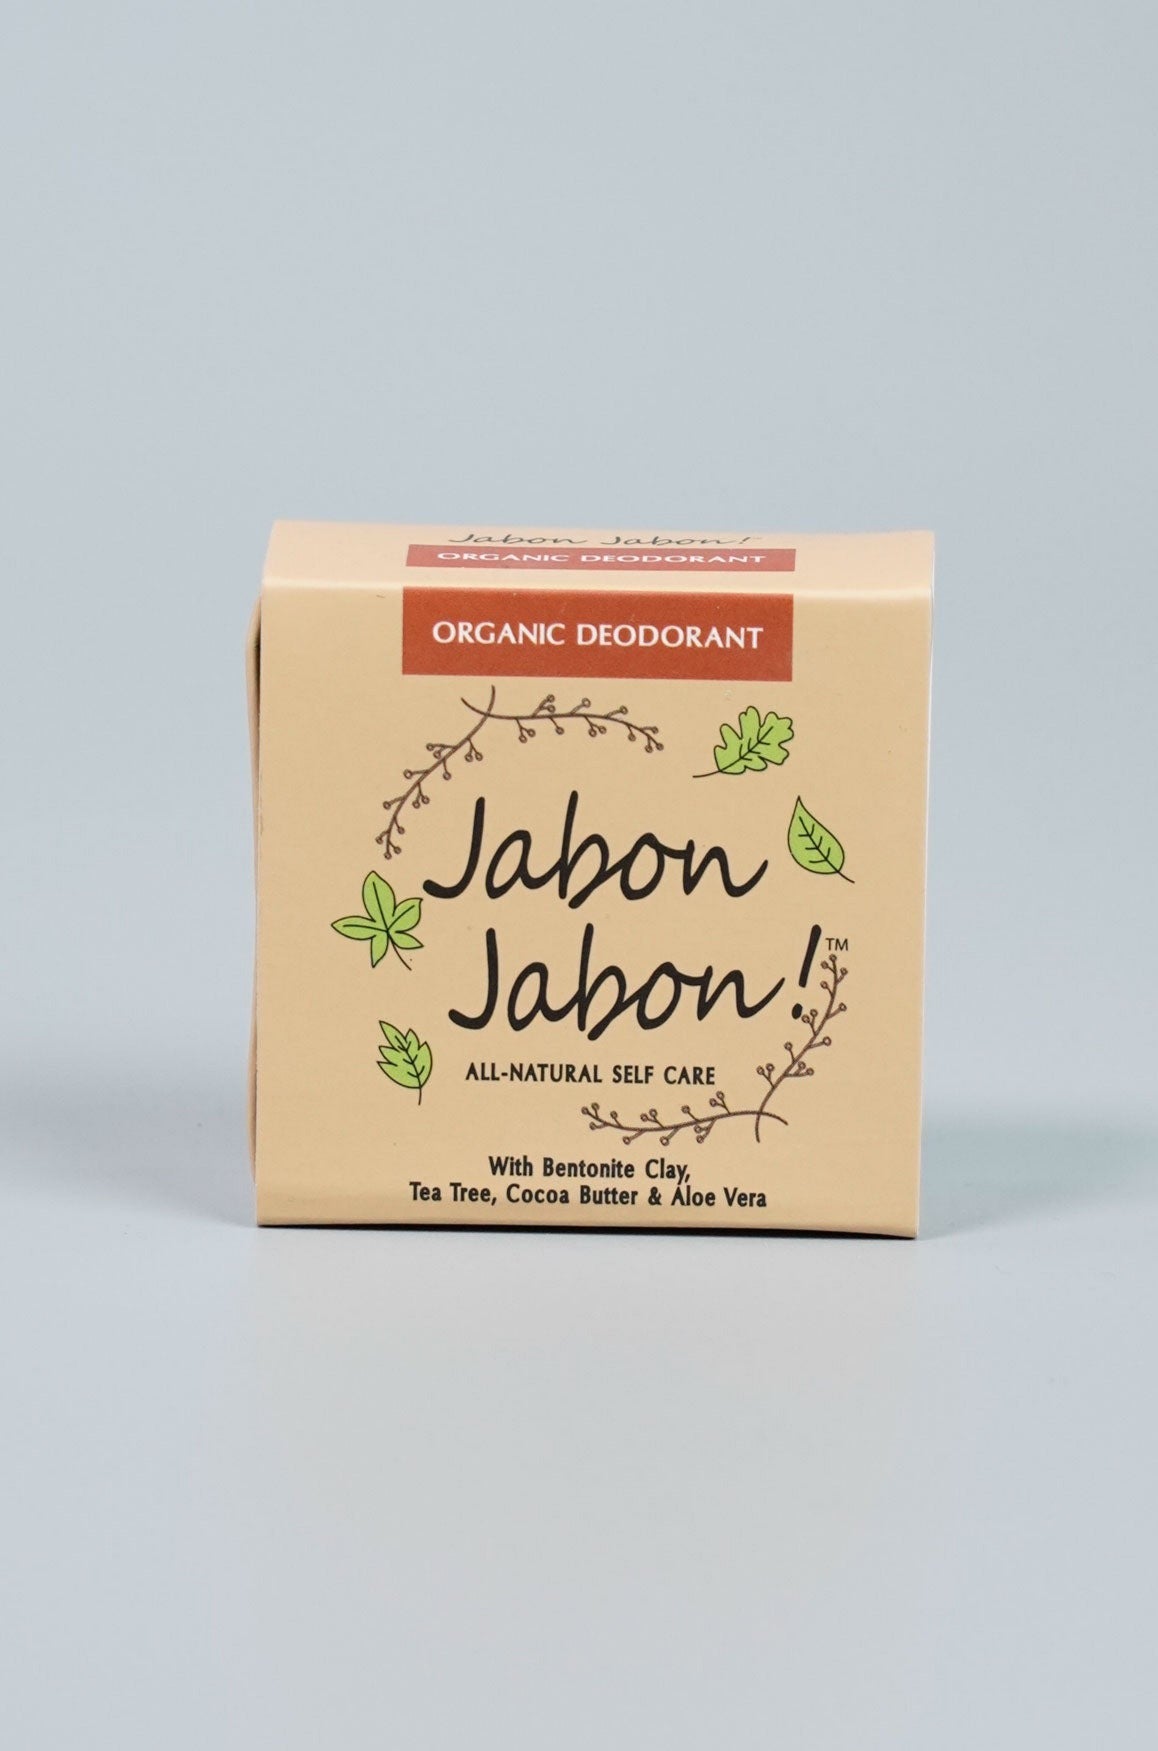 Jabon Jabon!
ORGANIC DEODORANT
ORGANIC DEODORANT
Jabon
Jabon!™
ALL-NATURAL SELF CARE
With Bentonite Clay,
Tea Tree, Cocoa Butter & Aloe Vera